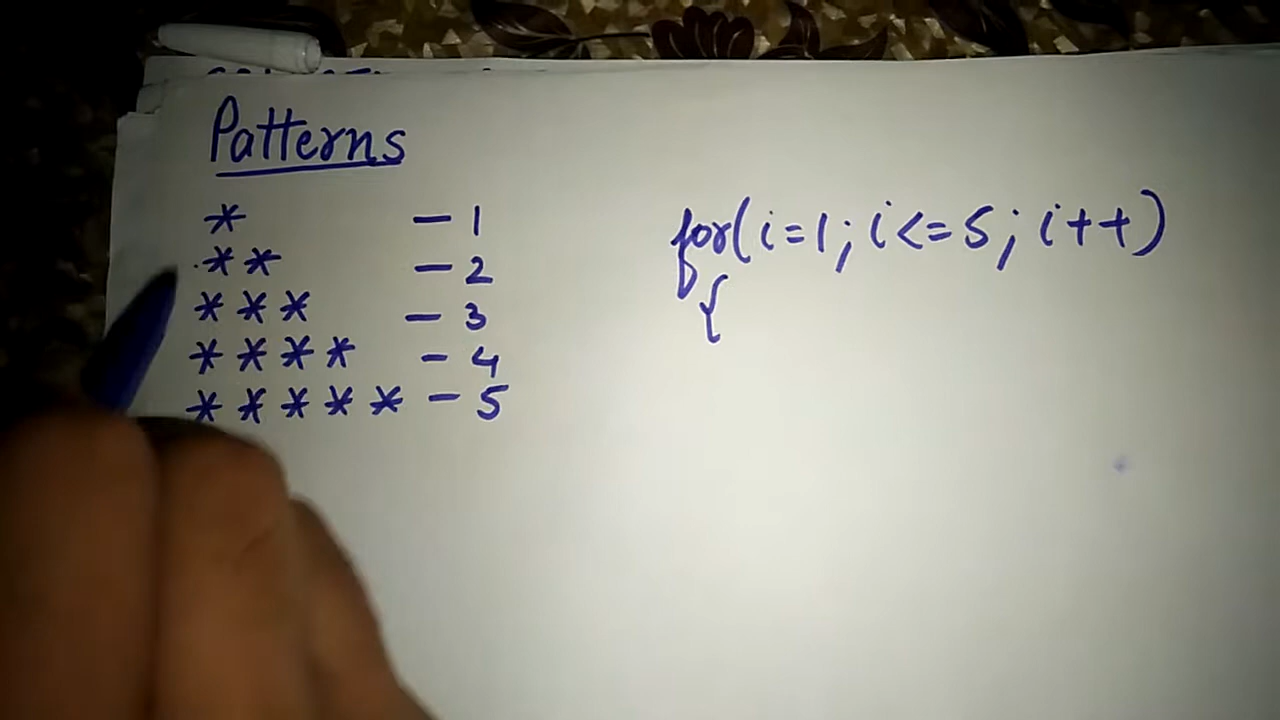 Patterns
* - 1
* * - 2
* * * - 3
* * * * - 4
* * * * * - 5
for(i=1; i<=5; i++)
{